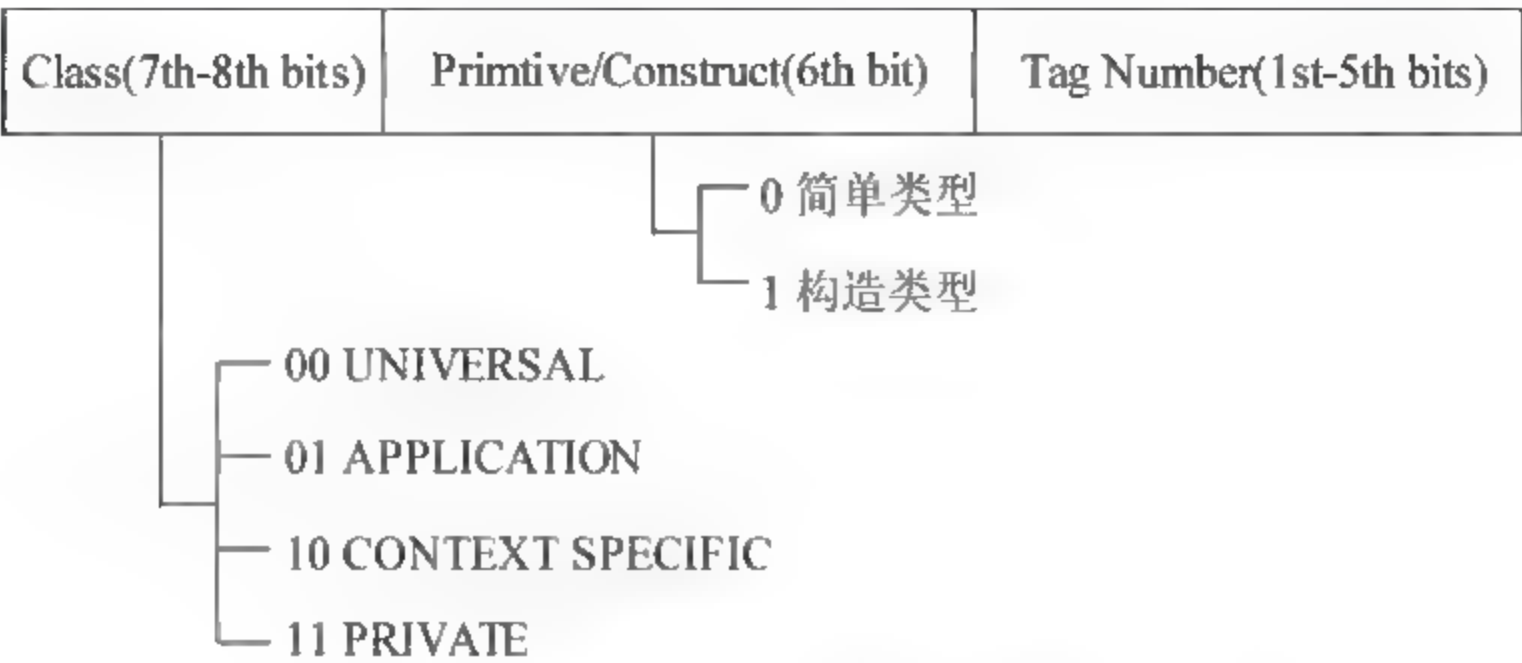 Class(7th-8th bits) Primtive/Construct(6th bit) Tag Number(1st-5th bits)
0 简单类型
1 构造类型
00 UNIVERSAL
01 APPLICATION
10 CONTEXT SPECIFIC
11 PRIVATE